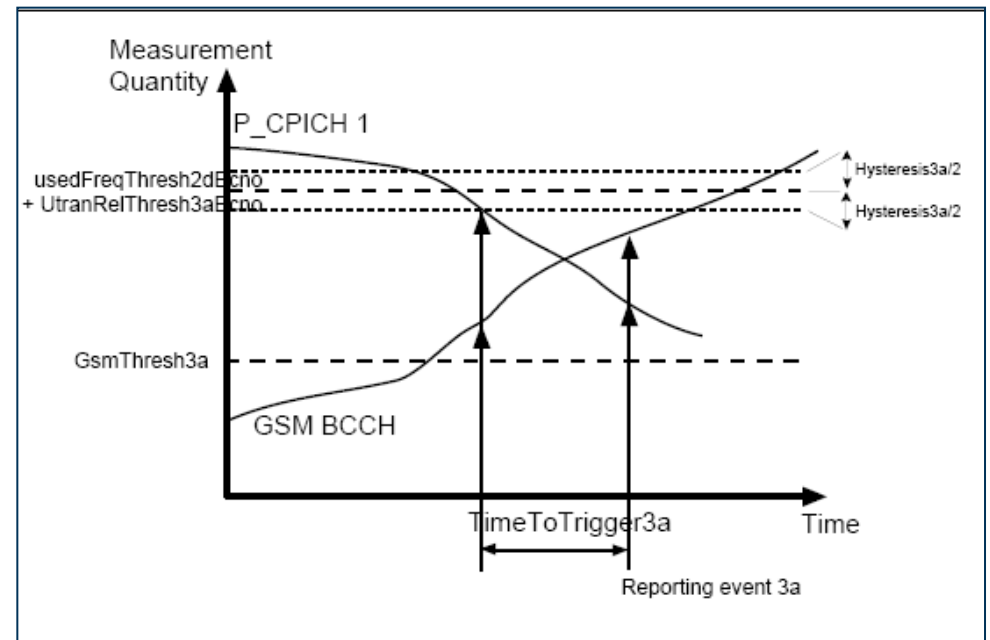 Measurement
Quantity
P_CPICH 1
usedFreqThresh2dEcno
+ UtranRelThresh3aEcno
Hysteresis3a/2
Hysteresis3a/2
GsmThresh3a
GSM BCCH
TimeToTrigger3a
Time
Reporting event 3a